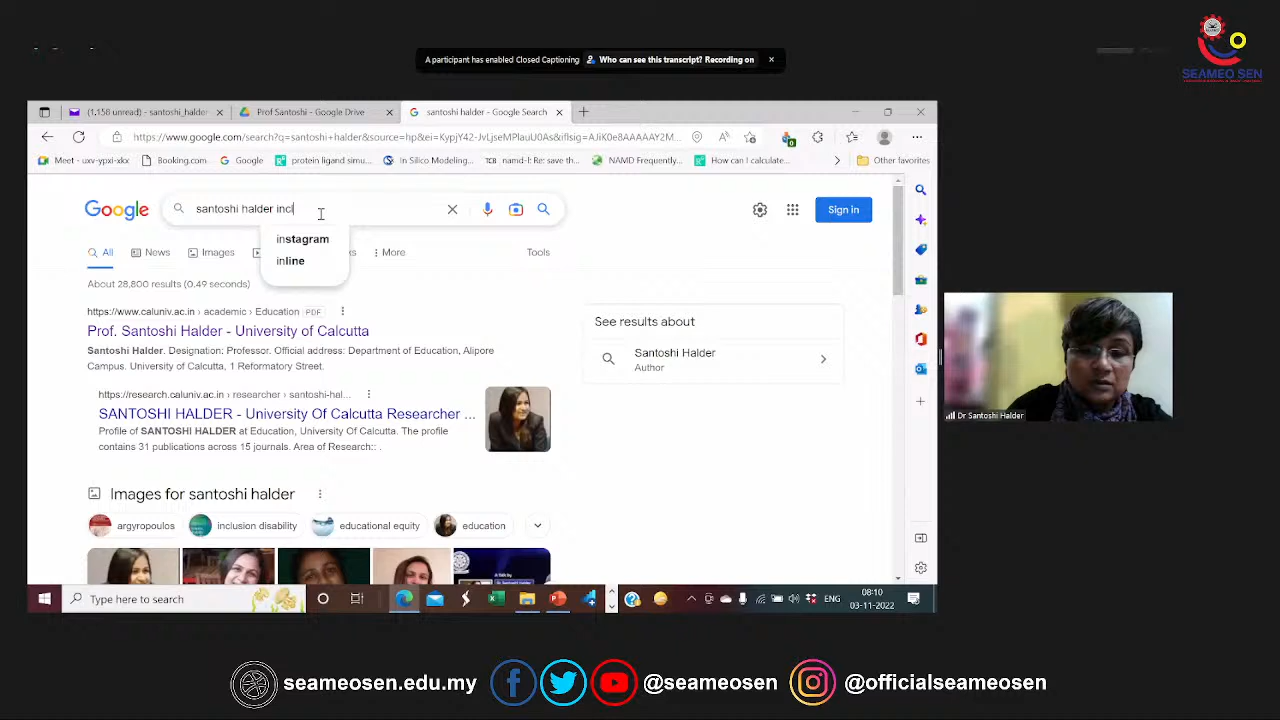 SEAMEO SEN
A participant has enabled Closed Captioning Who can see this transcript? Recording on
(1,158 unread) - santoshi_halder
Prof Santoshi - Google Drive
santoshi halder - Google Search
https://www.google.com/search?q=santoshi+halder&source=hp&ei=KypjY42-JvLjseMPlauU0As&iflsig=AJiK0e8AAAAAY2M...
Meet - uxv-ypxi-xkx
Booking.com
Google
protein ligand simu...
In Silico Modeling,...
TCB namd-l: Re: save th...
NAMD Frequently...
How can I calculate...
Other favorites
Google
santoshi halder inci
Sign in
instagram
inline
All
News
Images
ks
More
Tools
About 28,800 results (0.49 seconds)
https://www.caluniv.ac.in › academic › Education PDF
Prof. Santoshi Halder - University of Calcutta
Santoshi Halder. Designation: Professor. Official address: Department of Education, Alipore
Campus. University of Calcutta, 1 Reformatory Street.
See results about
Santoshi Halder
Author
https://research.caluniv.ac.in › researcher › santoshi-hal...
SANTOSHI HALDER - University Of Calcutta Researcher ...
Profile of SANTOSHI HALDER at Education, University Of Calcutta. The profile
contains 31 publications across 15 journals. Area of Research:: .
Images for santoshi halder
argyropoulos
inclusion disability
educational equity
education
Dr Santoshi Halder
Type here to search
ENG
08:10
03-11-2022
seameosen.edu.my
@seameosen
@officialseameosen